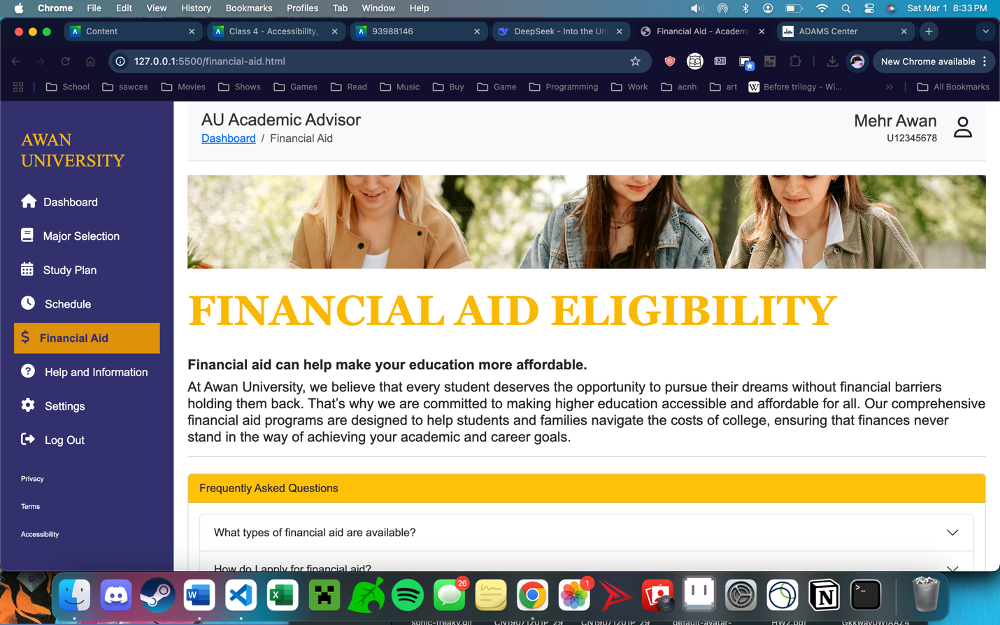 Chrome File Edit View History Bookmarks Profiles Tab Window Help Sat Mar 1 8:33 PM
Content Class 4 - Accessibility, 93988146 DeepSeek - Into the Un Financial Aid - Academi ADAMS Center
127.0.0.1:5500/financial-aid.html New Chrome available
School sawces Movies Shows Games Read Music Buy Game Programming Work acnh art Before trilogy - Wi... All Bookmarks
AWAN
UNIVERSITY
Dashboard
Major Selection
Study Plan
Schedule
Financial Aid
Help and Information
Settings
Log Out
Privacy
Terms
Accessibility
AU Academic Advisor
Dashboard / Financial Aid
Mehr Awan
U12345678
Unsplash+
FINANCIAL AID ELIGIBILITY
Financial aid can help make your education more affordable.
At Awan University, we believe that every student deserves the opportunity to pursue their dreams without financial barriers
holding them back. That’s why we are committed to making higher education accessible and affordable for all. Our comprehensive
financial aid programs are designed to help students and families navigate the costs of college, ensuring that finances never
stand in the way of achieving your academic and career goals.
Frequently Asked Questions
What types of financial aid are available?
How do I apply for financial aid?
26
1
sonic-freaky.gif CN19071201P_29 CN19071201P_29 default-avatar- HW2.pdf